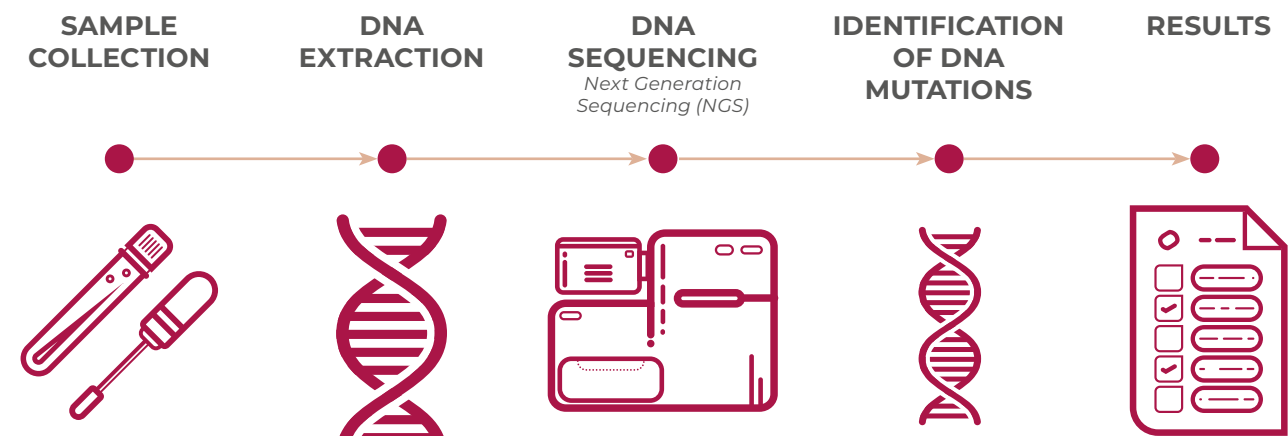 SAMPLE
COLLECTION
DNA
EXTRACTION
DNA
SEQUENCING
Next Generation
Sequencing (NGS)
IDENTIFICATION
OF DNA
MUTATIONS
RESULTS